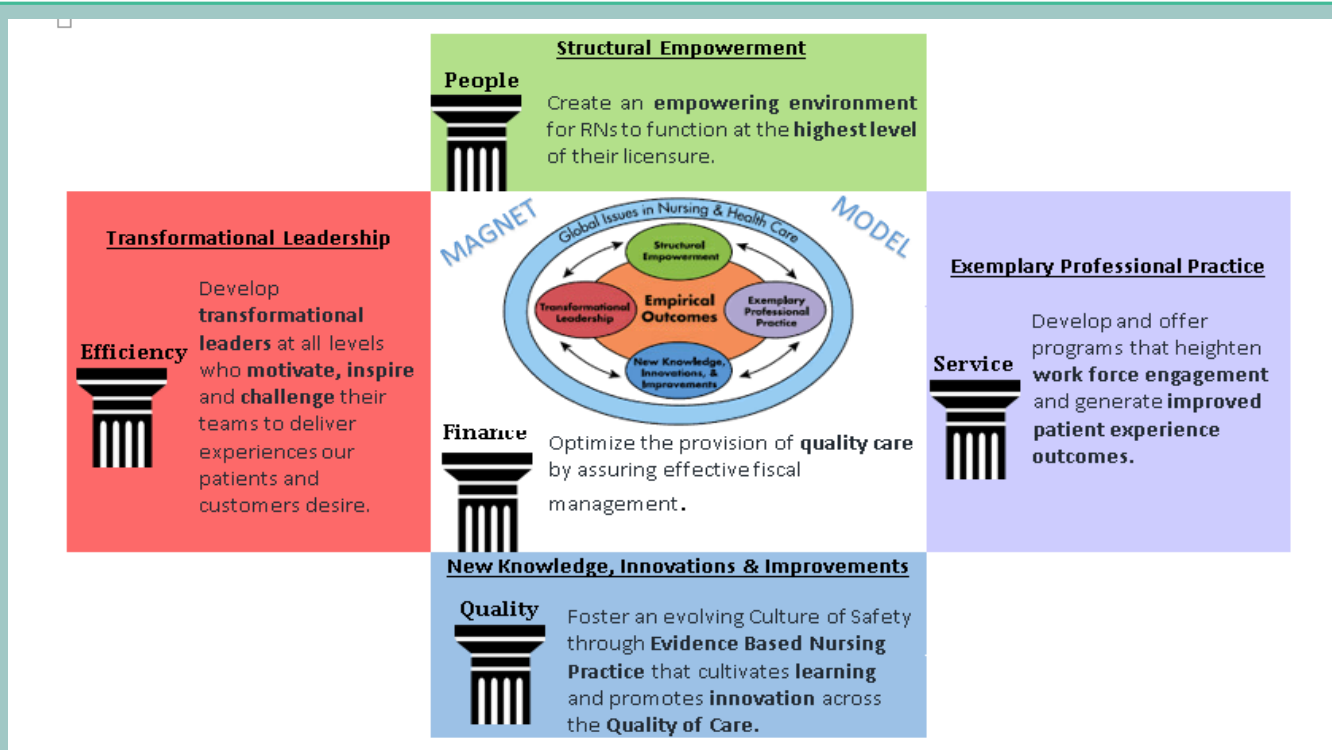 Structural Empowerment
People
Create an empowering environment
for RNs to function at the highest level
of their licensure.
Transformational Leadership
Efficiency
Develop
transformational
leaders at all levels
who motivate, inspire
and challenge their
teams to deliver
experiences our
patients and
customers desire.
MAGNET
MODEL
Global Issues in Nursing & Health Care
Structural
Empowerment
Transformational
Leadership
Empirical
Outcomes
Exemplary
Professional
Practice
New Knowledge,
Innovations, &
Improvements
Finance
Optimize the provision of quality care
by assuring effective fiscal
management.
Exemplary Professional Practice
Service
Develop and offer
programs that heighten
work force engagement
and generate improved
patient experience
outcomes.
New Knowledge, Innovations & Improvements
Quality
Foster an evolving Culture of Safety
through Evidence Based Nursing
Practice that cultivates learning
and promotes innovation across
the Quality of Care.